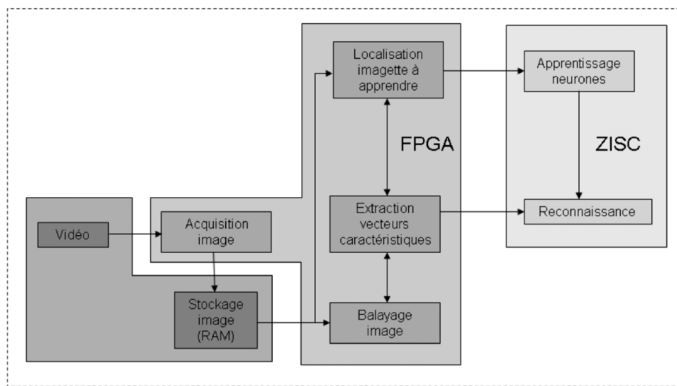 Localisation
imagette à
apprendre
Apprentissage
neurones
FPGA
ZISC
Vidéo
Acquisition
image
Extraction
vecteurs
caractéristiques
Reconnaissance
Stockage
image
(RAM)
Balayage
image